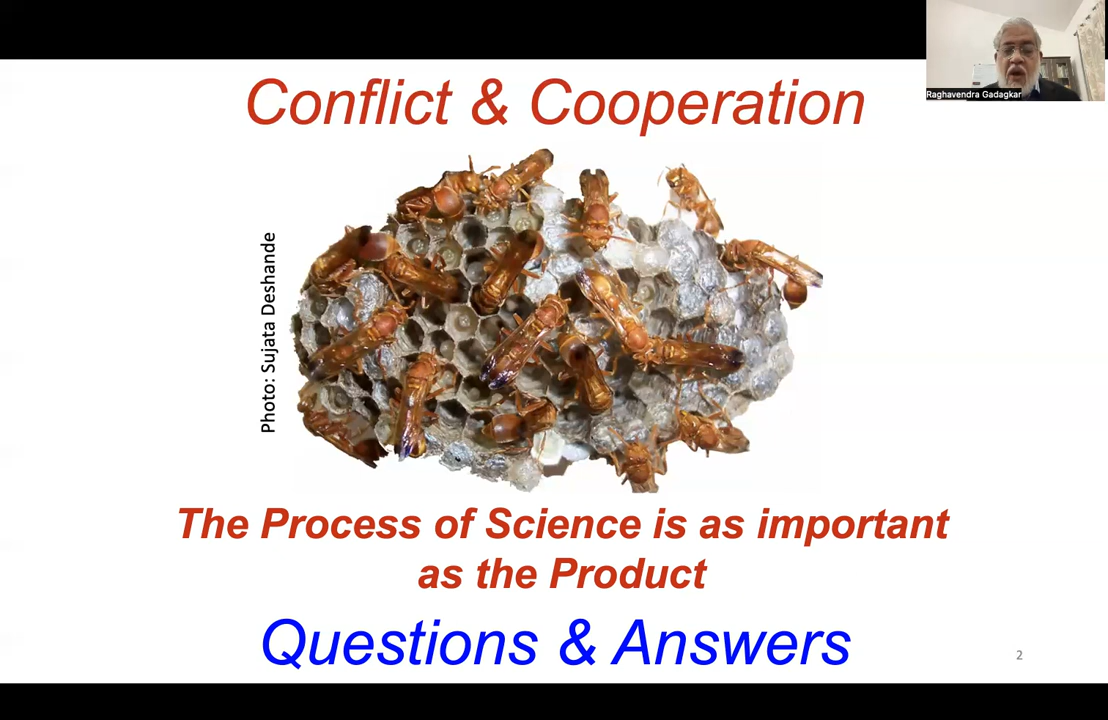 Raghavendra Gadagkar
Conflict & Cooperation
Photo: Sujata Deshande
The Process of Science is as important
as the Product
Questions & Answers
2